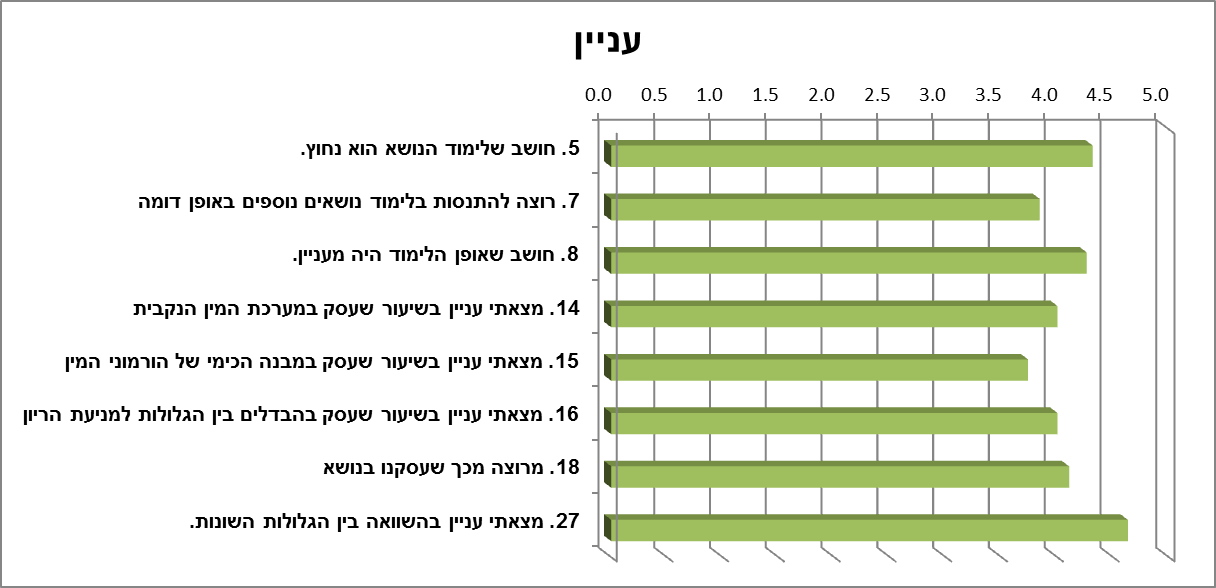 עניין
0.0 0.5 1.0 1.5 2.0 2.5 3.0 3.5 4.0 4.5 5.0
5. חושב שלימוד הנושא הוא נחוץ.
7. רוצה להתנסות בלימוד נושאים נוספים באופן דומה
8. חושב שאופן הלימוד היה מעניין.
14. מצאתי עניין בשיעור שעסק במערכת המין הנקבית
15. מצאתי עניין בשיעור שעסק במבנה הכימי של הורמוני המין
16. מצאתי עניין בשיעור שעסק בהבדלים בין הגלולות למניעת הריון
18. מרוצה מכך שעסקנו בנושא
27. מצאתי עניין בהשוואה בין הגלולות השונות.